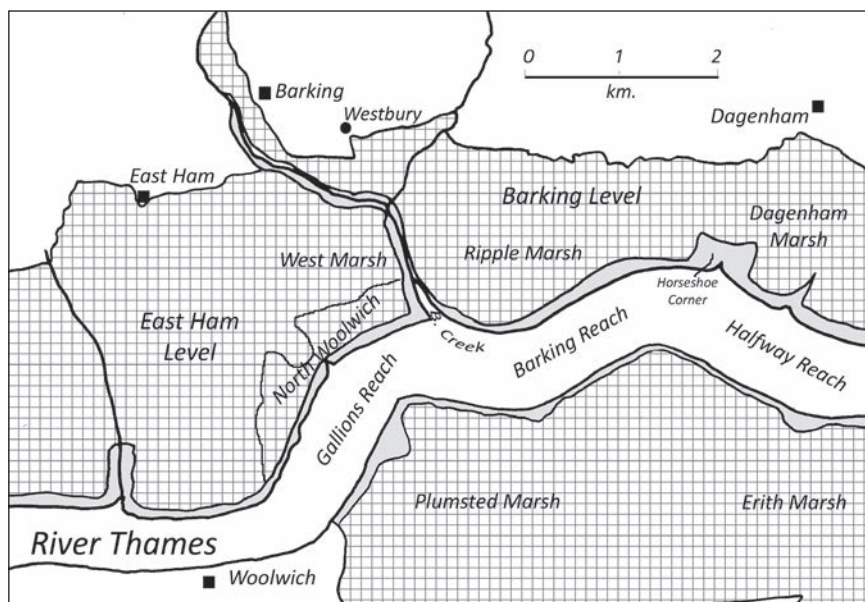 0 1 2
km.
Barking
Westbury
Dagenham
East Ham
Barking Level
Dagenham
Marsh
West Marsh
Ripple Marsh
Horseshoe
Corner
East Ham
Level
North Woolwich
B. Creek
Barking Reach
Halfway Reach
Gallions Reach
Plumsted Marsh
Erith Marsh
River Thames
Woolwich